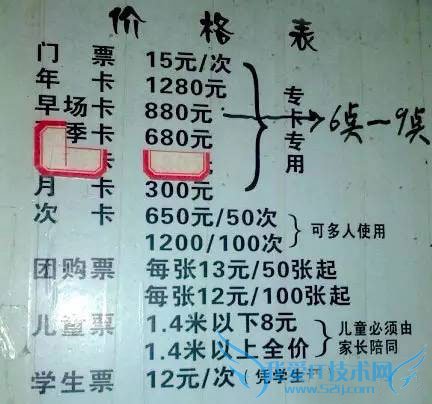 价格表
门票 15元/次
年卡 1280元
早场卡 880元 6点—9点
季卡 680元
卡
月卡 300元
专卡专用
次卡 650元/50次
1200/100次
可多人使用
团购票 每张13元/50张起
每张12元/100张起
儿童票 1.4米以下8元
1.4米以上全价
儿童必须由
家长陪同
学生票 12元/次 凭学生
www.52ij.com